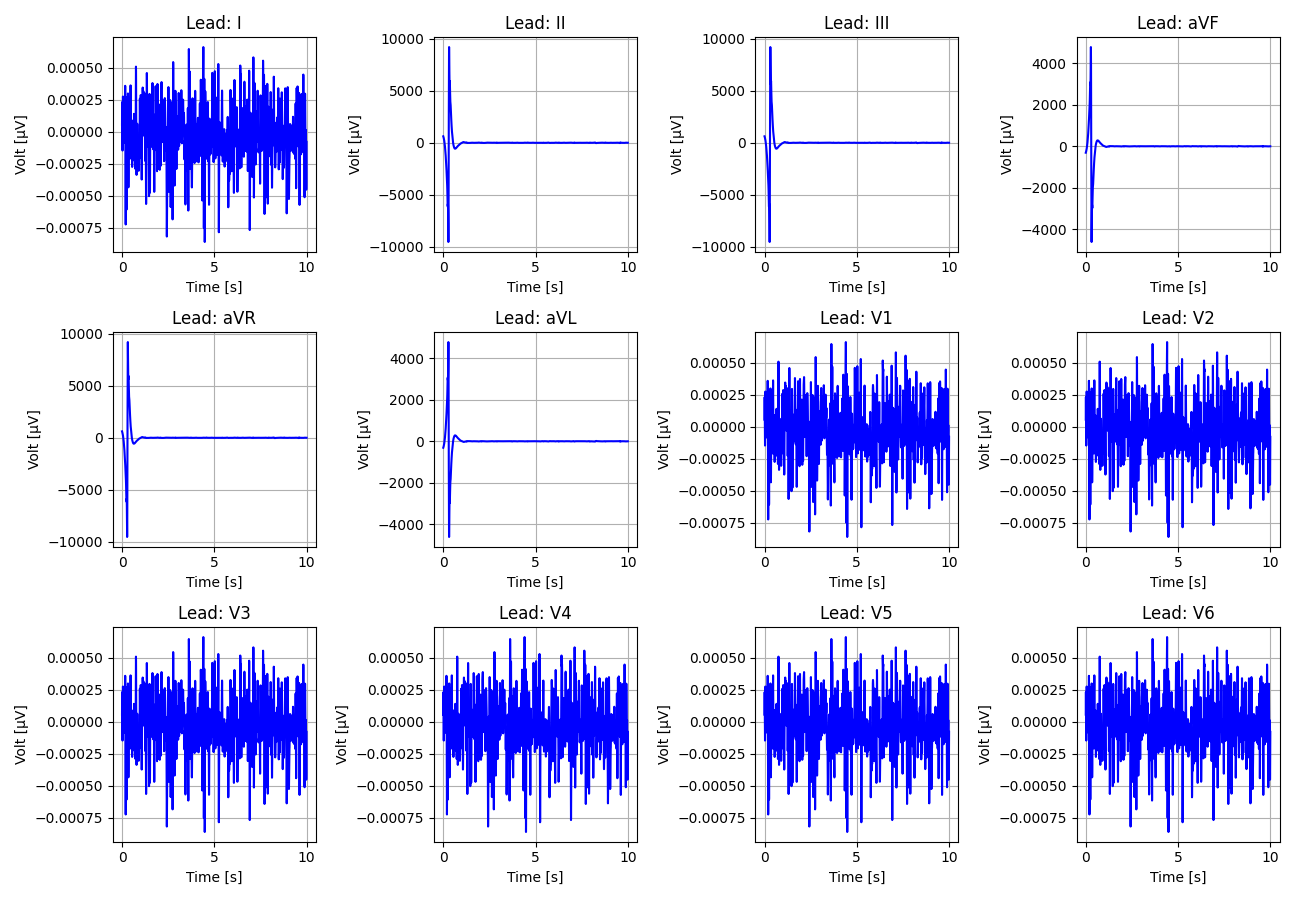 Lead: I
Volt [µV]
0.00050
0.00025
0.00000
−0.00025
−0.00050
−0.00075
0 5 10
Time [s]
Lead: II
Volt [µV]
10000
5000
0
−5000
−10000
0 5 10
Time [s]
Lead: III
Volt [µV]
10000
5000
0
−5000
−10000
0 5 10
Time [s]
Lead: aVF
Volt [µV]
4000
2000
0
−2000
−4000
0 5 10
Time [s]
Lead: aVR
Volt [µV]
10000
5000
0
−5000
−10000
0 5 10
Time [s]
Lead: aVL
Volt [µV]
4000
2000
0
−2000
−4000
0 5 10
Time [s]
Lead: V1
Volt [µV]
0.00050
0.00025
0.00000
−0.00025
−0.00050
−0.00075
0 5 10
Time [s]
Lead: V2
Volt [µV]
0.00050
0.00025
0.00000
−0.00025
−0.00050
−0.00075
0 5 10
Time [s]
Lead: V3
Volt [µV]
0.00050
0.00025
0.00000
−0.00025
−0.00050
−0.00075
0 5 10
Time [s]
Lead: V4
Volt [µV]
0.00050
0.00025
0.00000
−0.00025
−0.00050
−0.00075
0 5 10
Time [s]
Lead: V5
Volt [µV]
0.00050
0.00025
0.00000
−0.00025
−0.00050
−0.00075
0 5 10
Time [s]
Lead: V6
Volt [µV]
0.00050
0.00025
0.00000
−0.00025
−0.00050
−0.00075
0 5 10
Time [s]